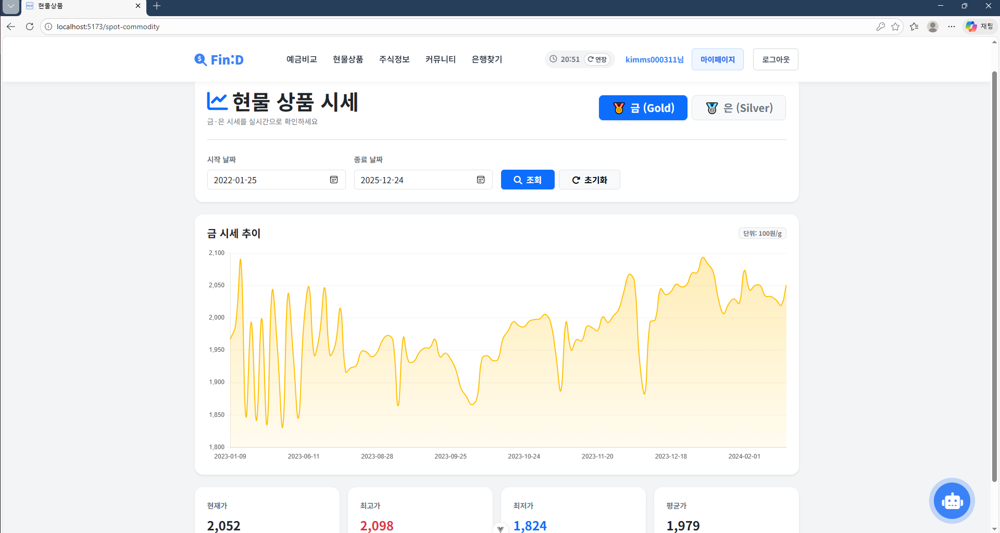 현물상품
localhost:5173/spot-commodity
채팅
Fin:D
예금비교 현물상품 주식정보 커뮤니티 은행찾기
20:51 연장
kimms000311님
마이페이지
로그아웃
현물 상품 시세
금·은 시세를 실시간으로 확인하세요
금 (Gold)
은 (Silver)
시작 날짜 종료 날짜
2022-01-25 2025-12-24 조회 초기화
금 시세 추이
단위: 100원/g
2,100
2,050
2,000
1,950
1,900
1,850
1,800
2023-01-09 2023-06-11 2023-08-28 2023-09-25 2023-10-24 2023-11-20 2023-12-18 2024-02-01
현재가 최고가 최저가 평균가
2,052 2,098 1,824 1,979